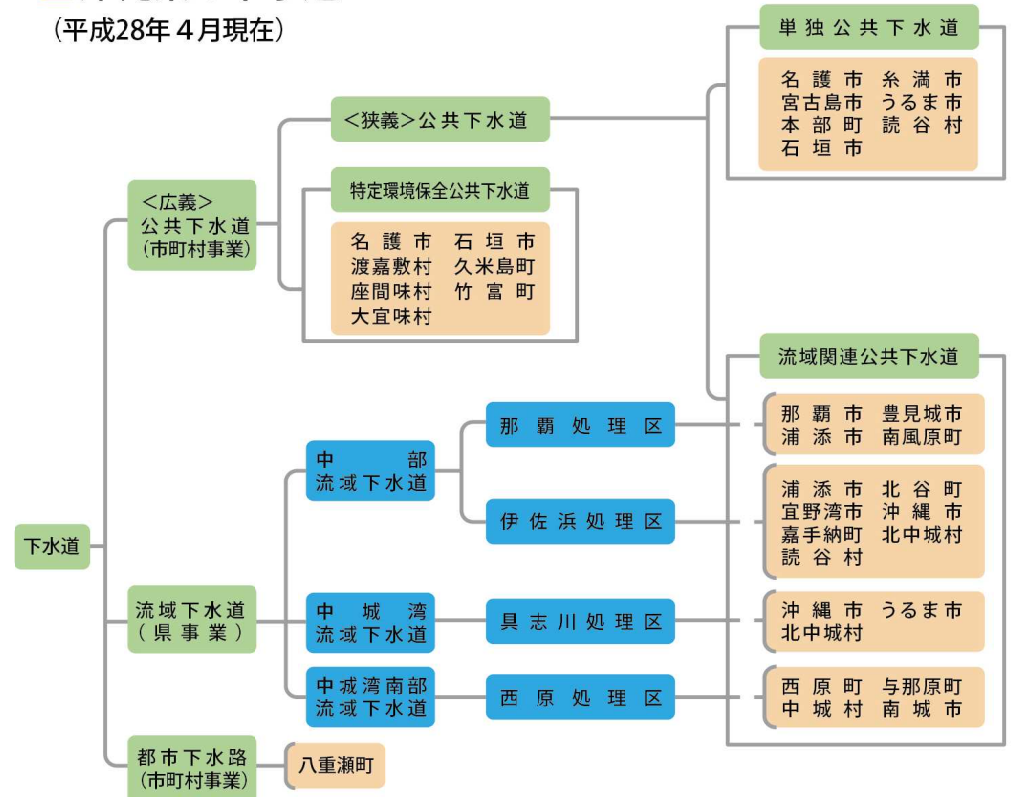 (平成28年4月現在)
単独公共下水道
名護市 糸満市
宮古島市 うるま市
本部町 読谷村
石垣市
<狭義>公共下水道
特定環境保全公共下水道
名護市 石垣市
渡嘉敷村 久米島町
座間味村 竹富町
大宜味村
<広義>
公共下水道
(市町村事業)
流域関連公共下水道
那覇市 豊見城市
浦添市 南風原町
那覇処理区
中部
流域下水道
浦添市 北谷町
宜野湾市 沖縄市
嘉手納町 北中城村
読谷村
伊佐浜処理区
下水道
流域下水道
(県事業)
中城湾
流域下水道
具志川処理区
沖縄市 うるま市
北中城村
中城湾南部
流域下水道
西原処理区
西原町 与那原町
中城村 南城市
都市下水路
(市町村事業)
八重瀬町